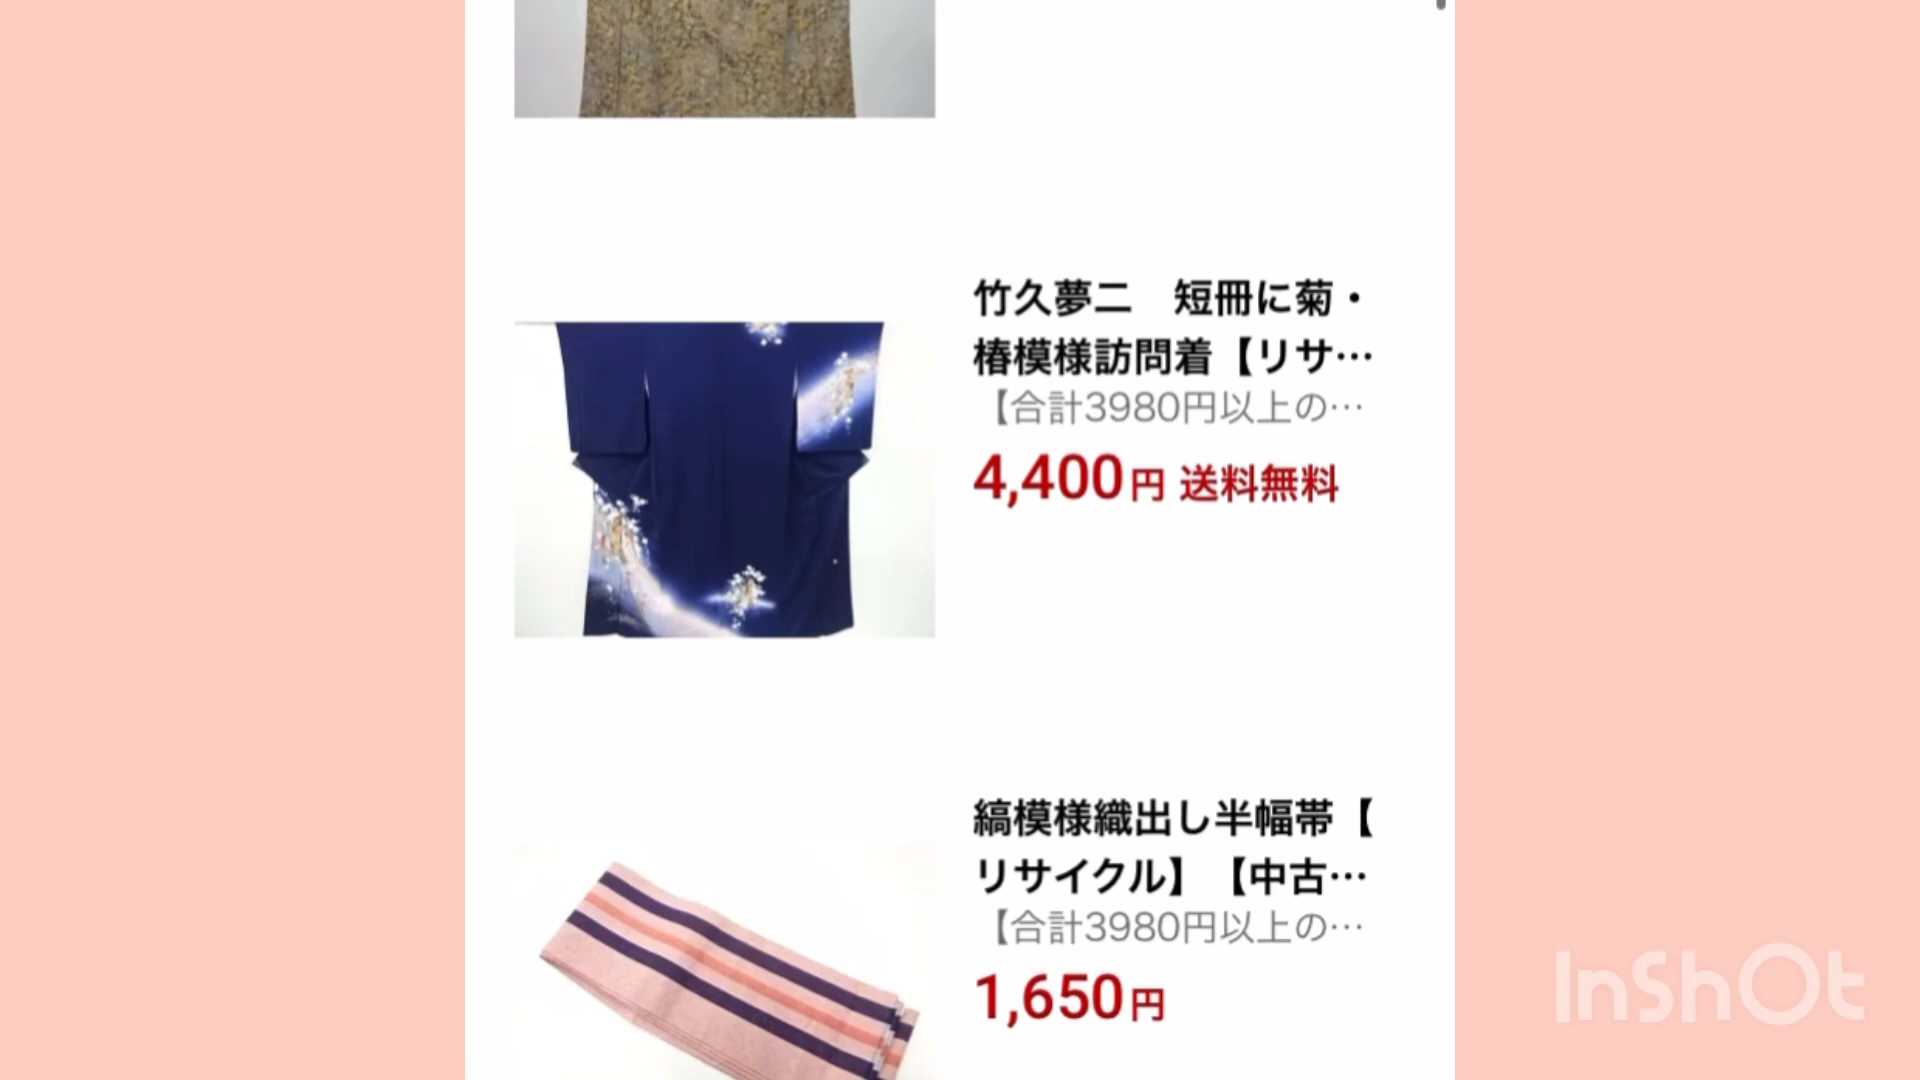 竹久夢二　短冊に菊・
椿模様訪問着【リサ…
【合計3980円以上の…
4,400円 送料無料
縞模様織出し半幅帯【
リサイクル】【中古…
【合計3980円以上の…
1,650円
InShOt